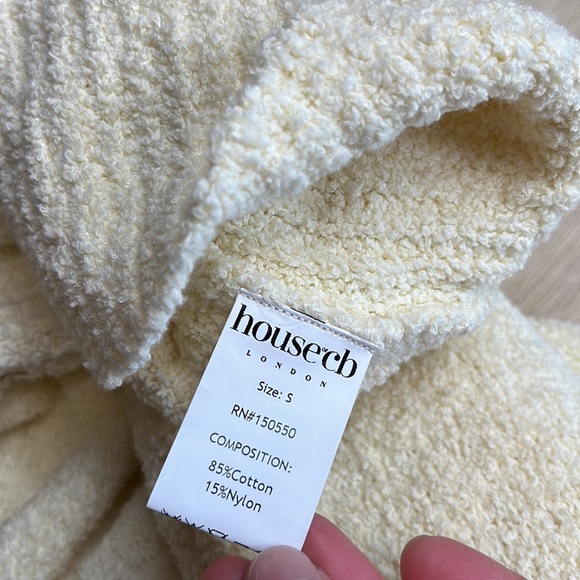 house of cb
LONDON
Size: S
RN#150550
COMPOSITION:
85%Cotton
15%Nylon